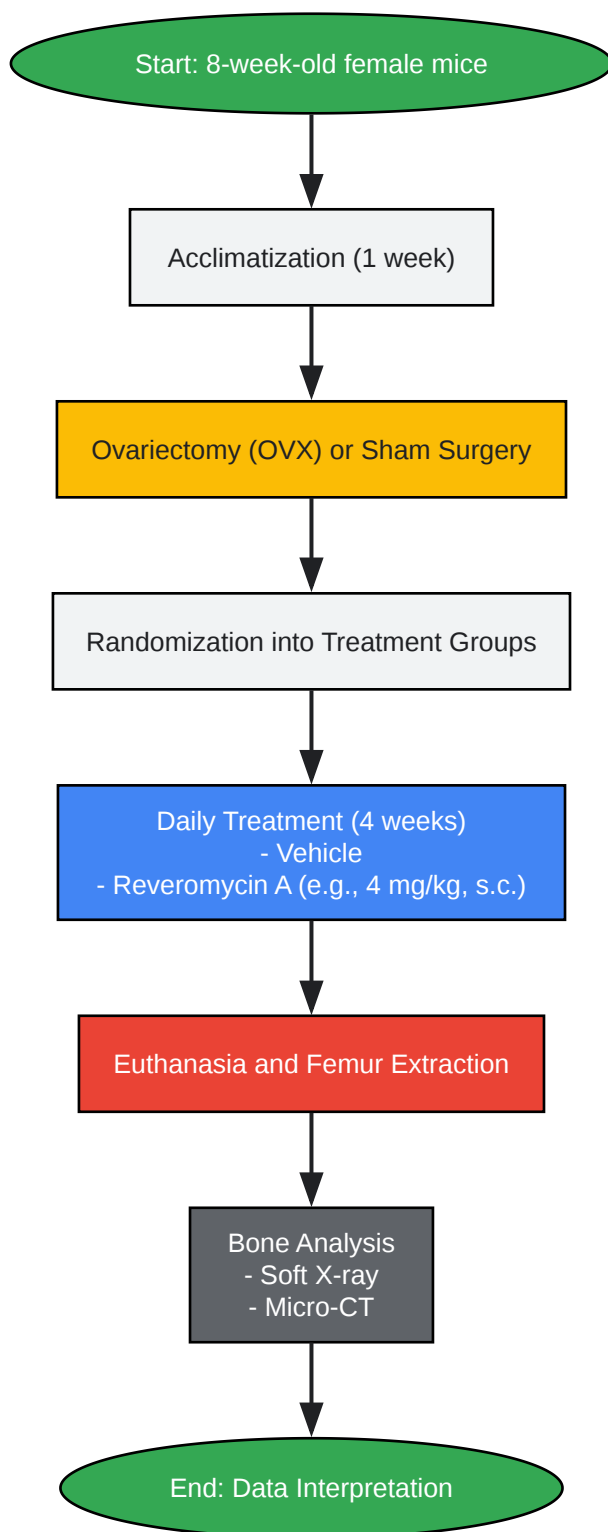 Start: 8-week-old female mice
Acclimatization (1 week)
Ovariectomy (OVX) or Sham Surgery
Randomization into Treatment Groups
Daily Treatment (4 weeks)
- Vehicle
- Reveromycin A (e.g., 4 mg/kg, s.c.)
Euthanasia and Femur Extraction
Bone Analysis
- Soft X-ray
- Micro-CT
End: Data Interpretation